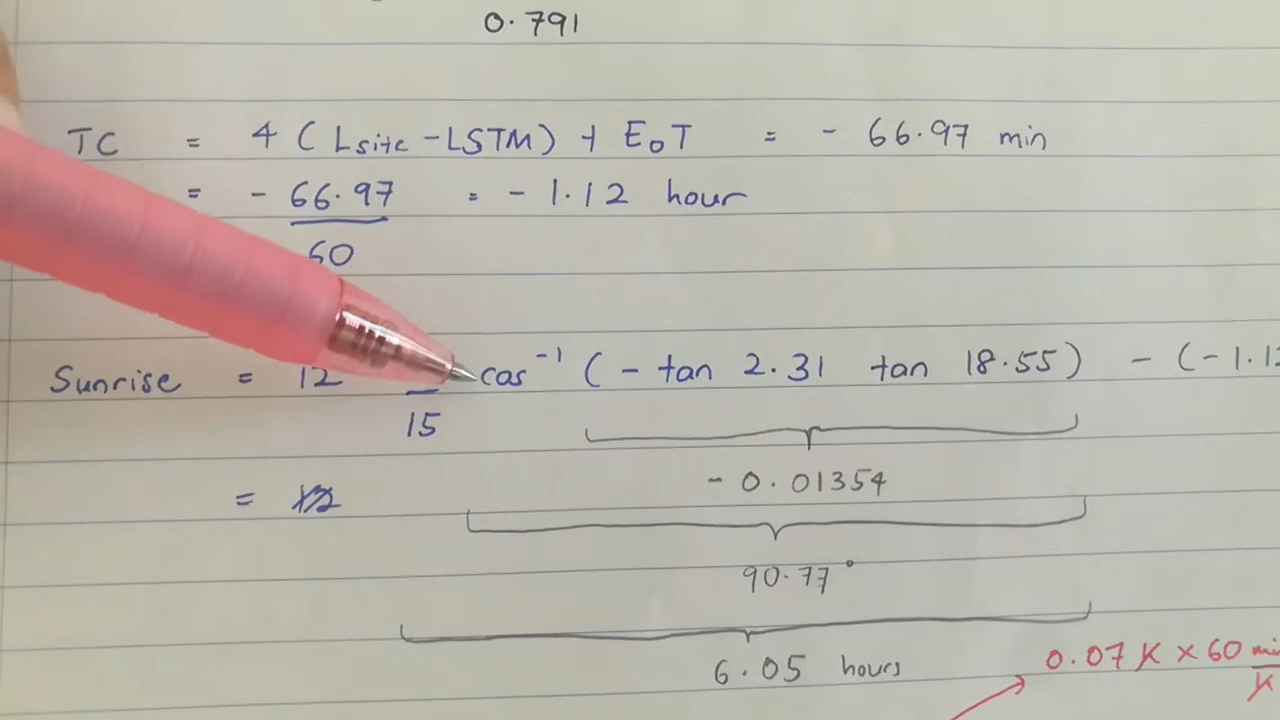 0.791
TC = 4 (Lsite - LSTM) + EoT = - 66.97 min
= - 66.97 = - 1.12 hour
60
Sunrise = 12 cos⁻¹ (- tan 2.31 tan 18.55) - (-1.1
15
- 0.01354
= 12
90.77°
6.05 hours
0.07 h × 60 min
h